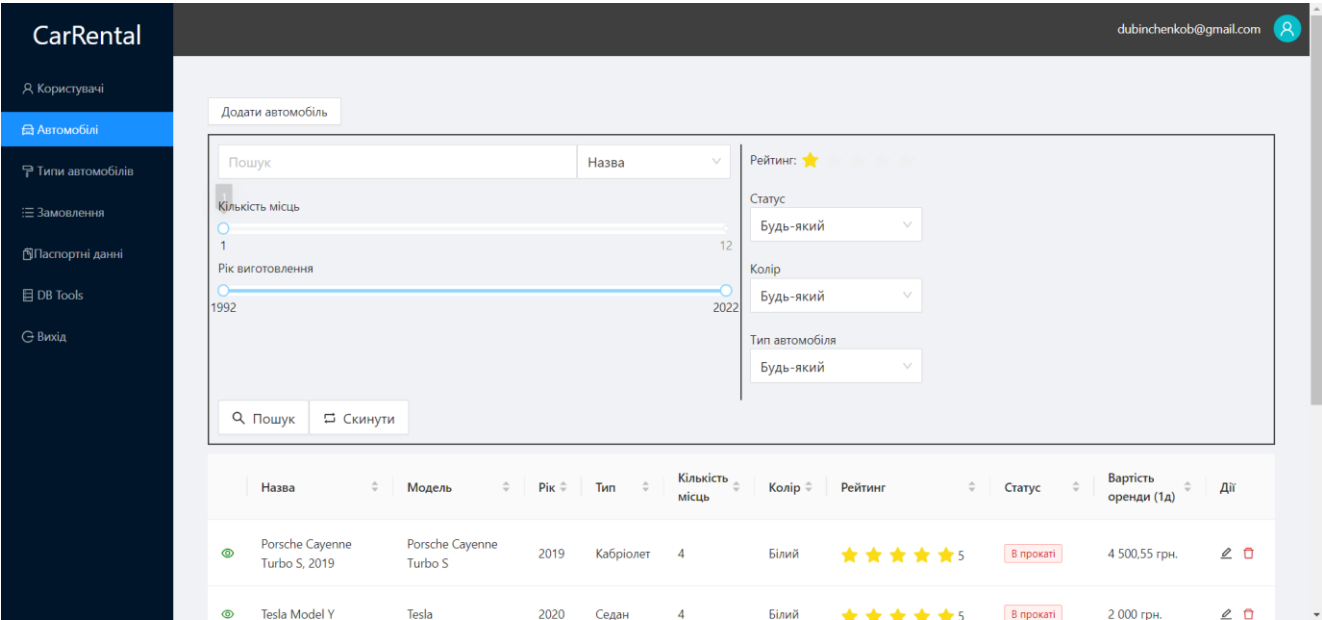 CarRental
dubinchenkob@gmail.com
Користувачі
Автомобілі
Типи автомобілів
Замовлення
Паспортні данні
DB Tools
Вихід
Додати автомобіль
Пошук
Назва
Рейтинг:
1
Кількість місць
1
12
Рік виготовлення
1992
2022
Статус
Будь-який
Колір
Будь-який
Тип автомобіля
Будь-який
Пошук
Скинути
Назва
Модель
Рік
Тип
Кількість
місць
Колір
Рейтинг
Статус
Вартість
оренди (1д)
Дії
Porsche Cayenne
Turbo S, 2019
Porsche Cayenne
Turbo S
2019
Кабріолет
4
Білий
5
В прокаті
4 500,55 грн.
Tesla Model Y
Tesla
2020
Седан
4
Білий
5
В прокаті
2 000 грн.